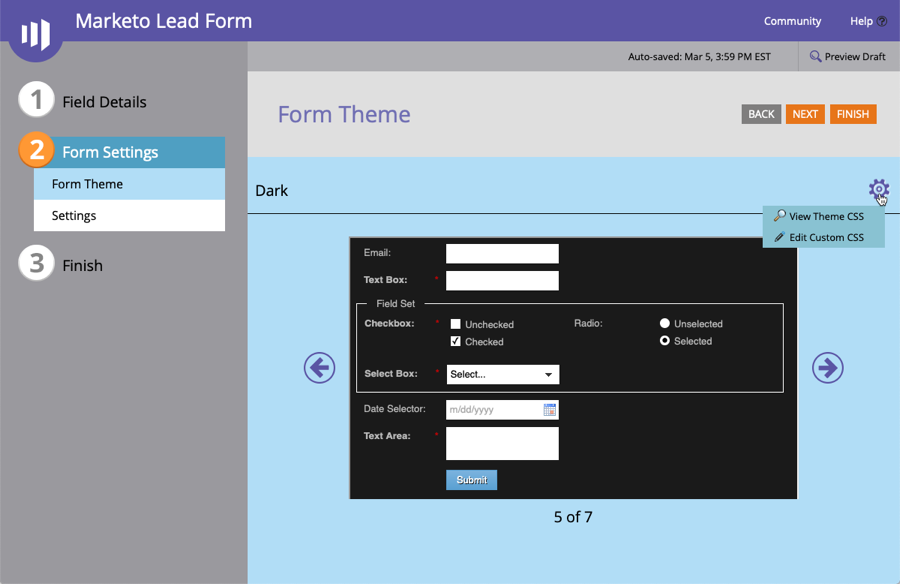 Marketo Lead Form
Community Help ?
Auto-saved: Mar 5, 3:59 PM EST Preview Draft
1 Field Details
2 Form Settings
Form Theme
Settings
3 Finish
Form Theme
BACK NEXT FINISH
Dark
View Theme CSS
Edit Custom CSS
Email:
Text Box: *
Field Set
Checkbox: * Unchecked Radio: Unselected
Checked Selected
Select Box: * Select...
Date Selector: m/dd/yyyy
Text Area: *
Submit
5 of 7